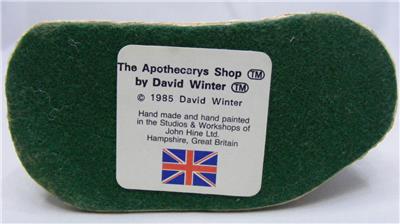 The Apothecarys Shop ™
by David Winter ™
© 1985 David Winter
Hand made and hand painted
in the Studios & Workshops of
John Hine Ltd.
Hampshire, Great Britain